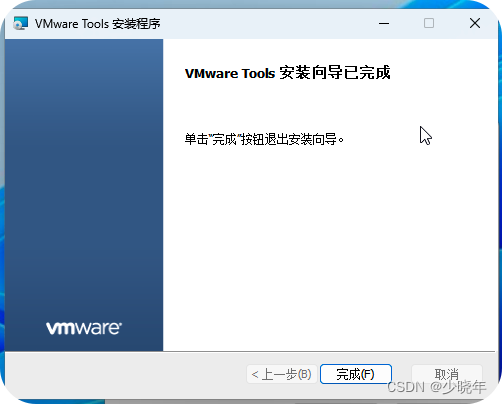 VMware Tools 安装程序
VMware Tools 安装向导已完成
单击"完成"按钮退出安装向导。
vmware®
< 上一步(B)
完成(F)
取消
CSDN @少晓年